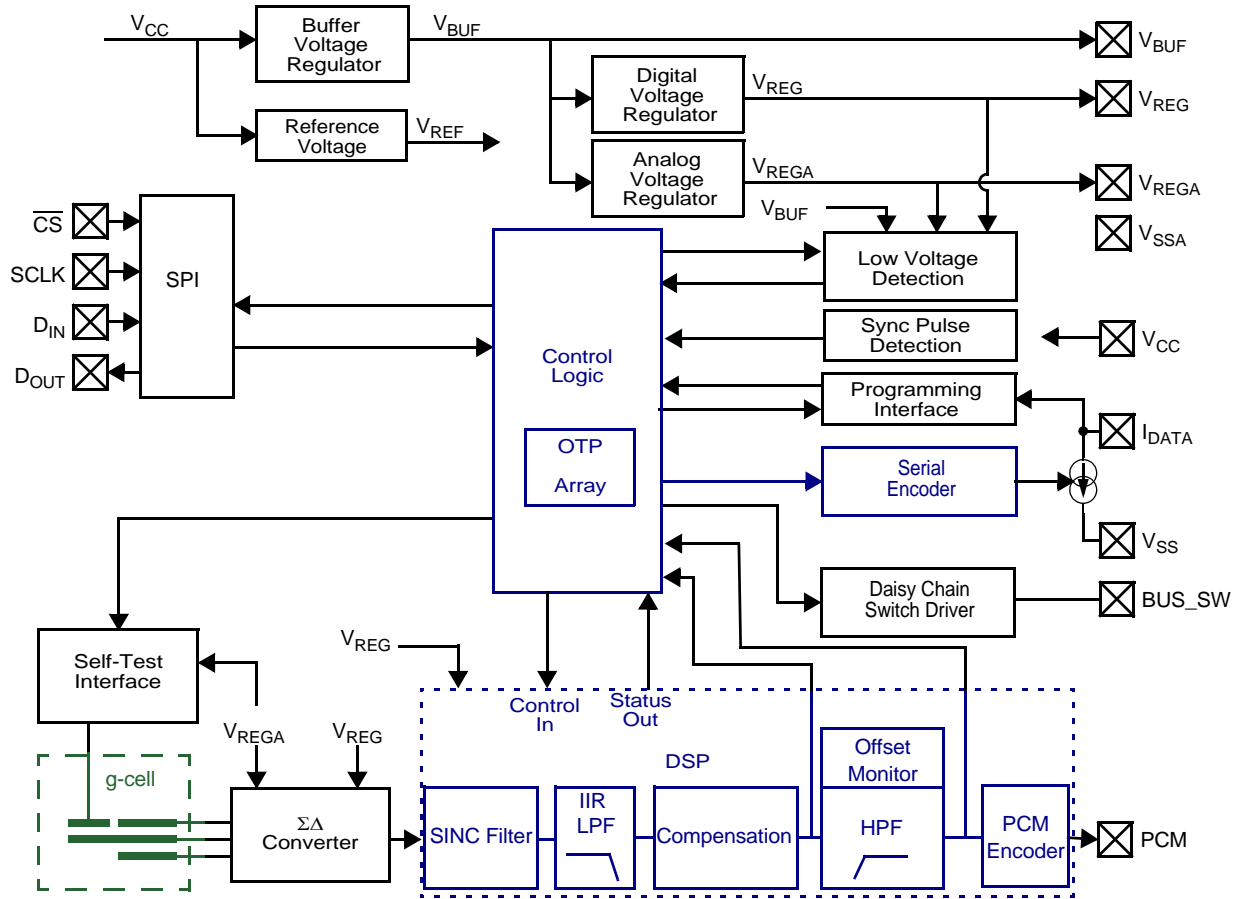 VCC
Buffer
Voltage
Regulator
VBUF
VBUF
Digital
Voltage
Regulator
VREG
VREG
Reference
Voltage
VREF
Analog
Voltage
Regulator
VREGA
VREGA
VBUF
VSSA
CS
SCLK
DIN
DOUT
SPI
Control
Logic
OTP
Array
Low Voltage
Detection
Sync Pulse
Detection
VCC
Programming
Interface
IDATA
Serial
Encoder
VSS
Daisy Chain
Switch Driver
BUS_SW
Self-Test
Interface
VREG
Control
In
Status
Out
VREGA
VREG
DSP
Offset
Monitor
g-cell
ΣΔ
Converter
SINC Filter
IIR
LPF
Compensation
HPF
PCM
Encoder
PCM